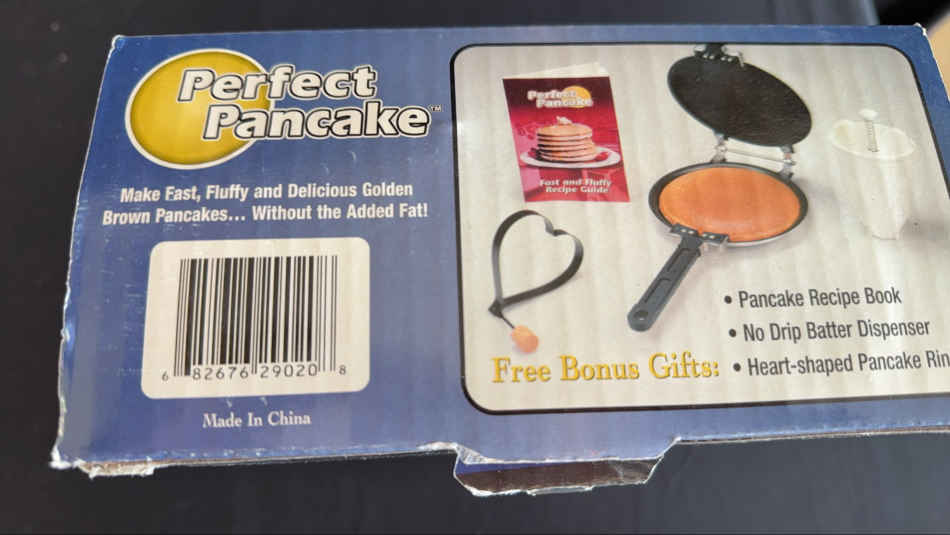 Perfect
Pancake™
Make Fast, Fluffy and Delicious Golden
Brown Pancakes... Without the Added Fat!
6 82676 29020 8
Made In China
Perfect
Pancake
Fast and Fluffy
Recipe Guide
• Pancake Recipe Book
• No Drip Batter Dispenser
Free Bonus Gifts:
• Heart-shaped Pancake Rin